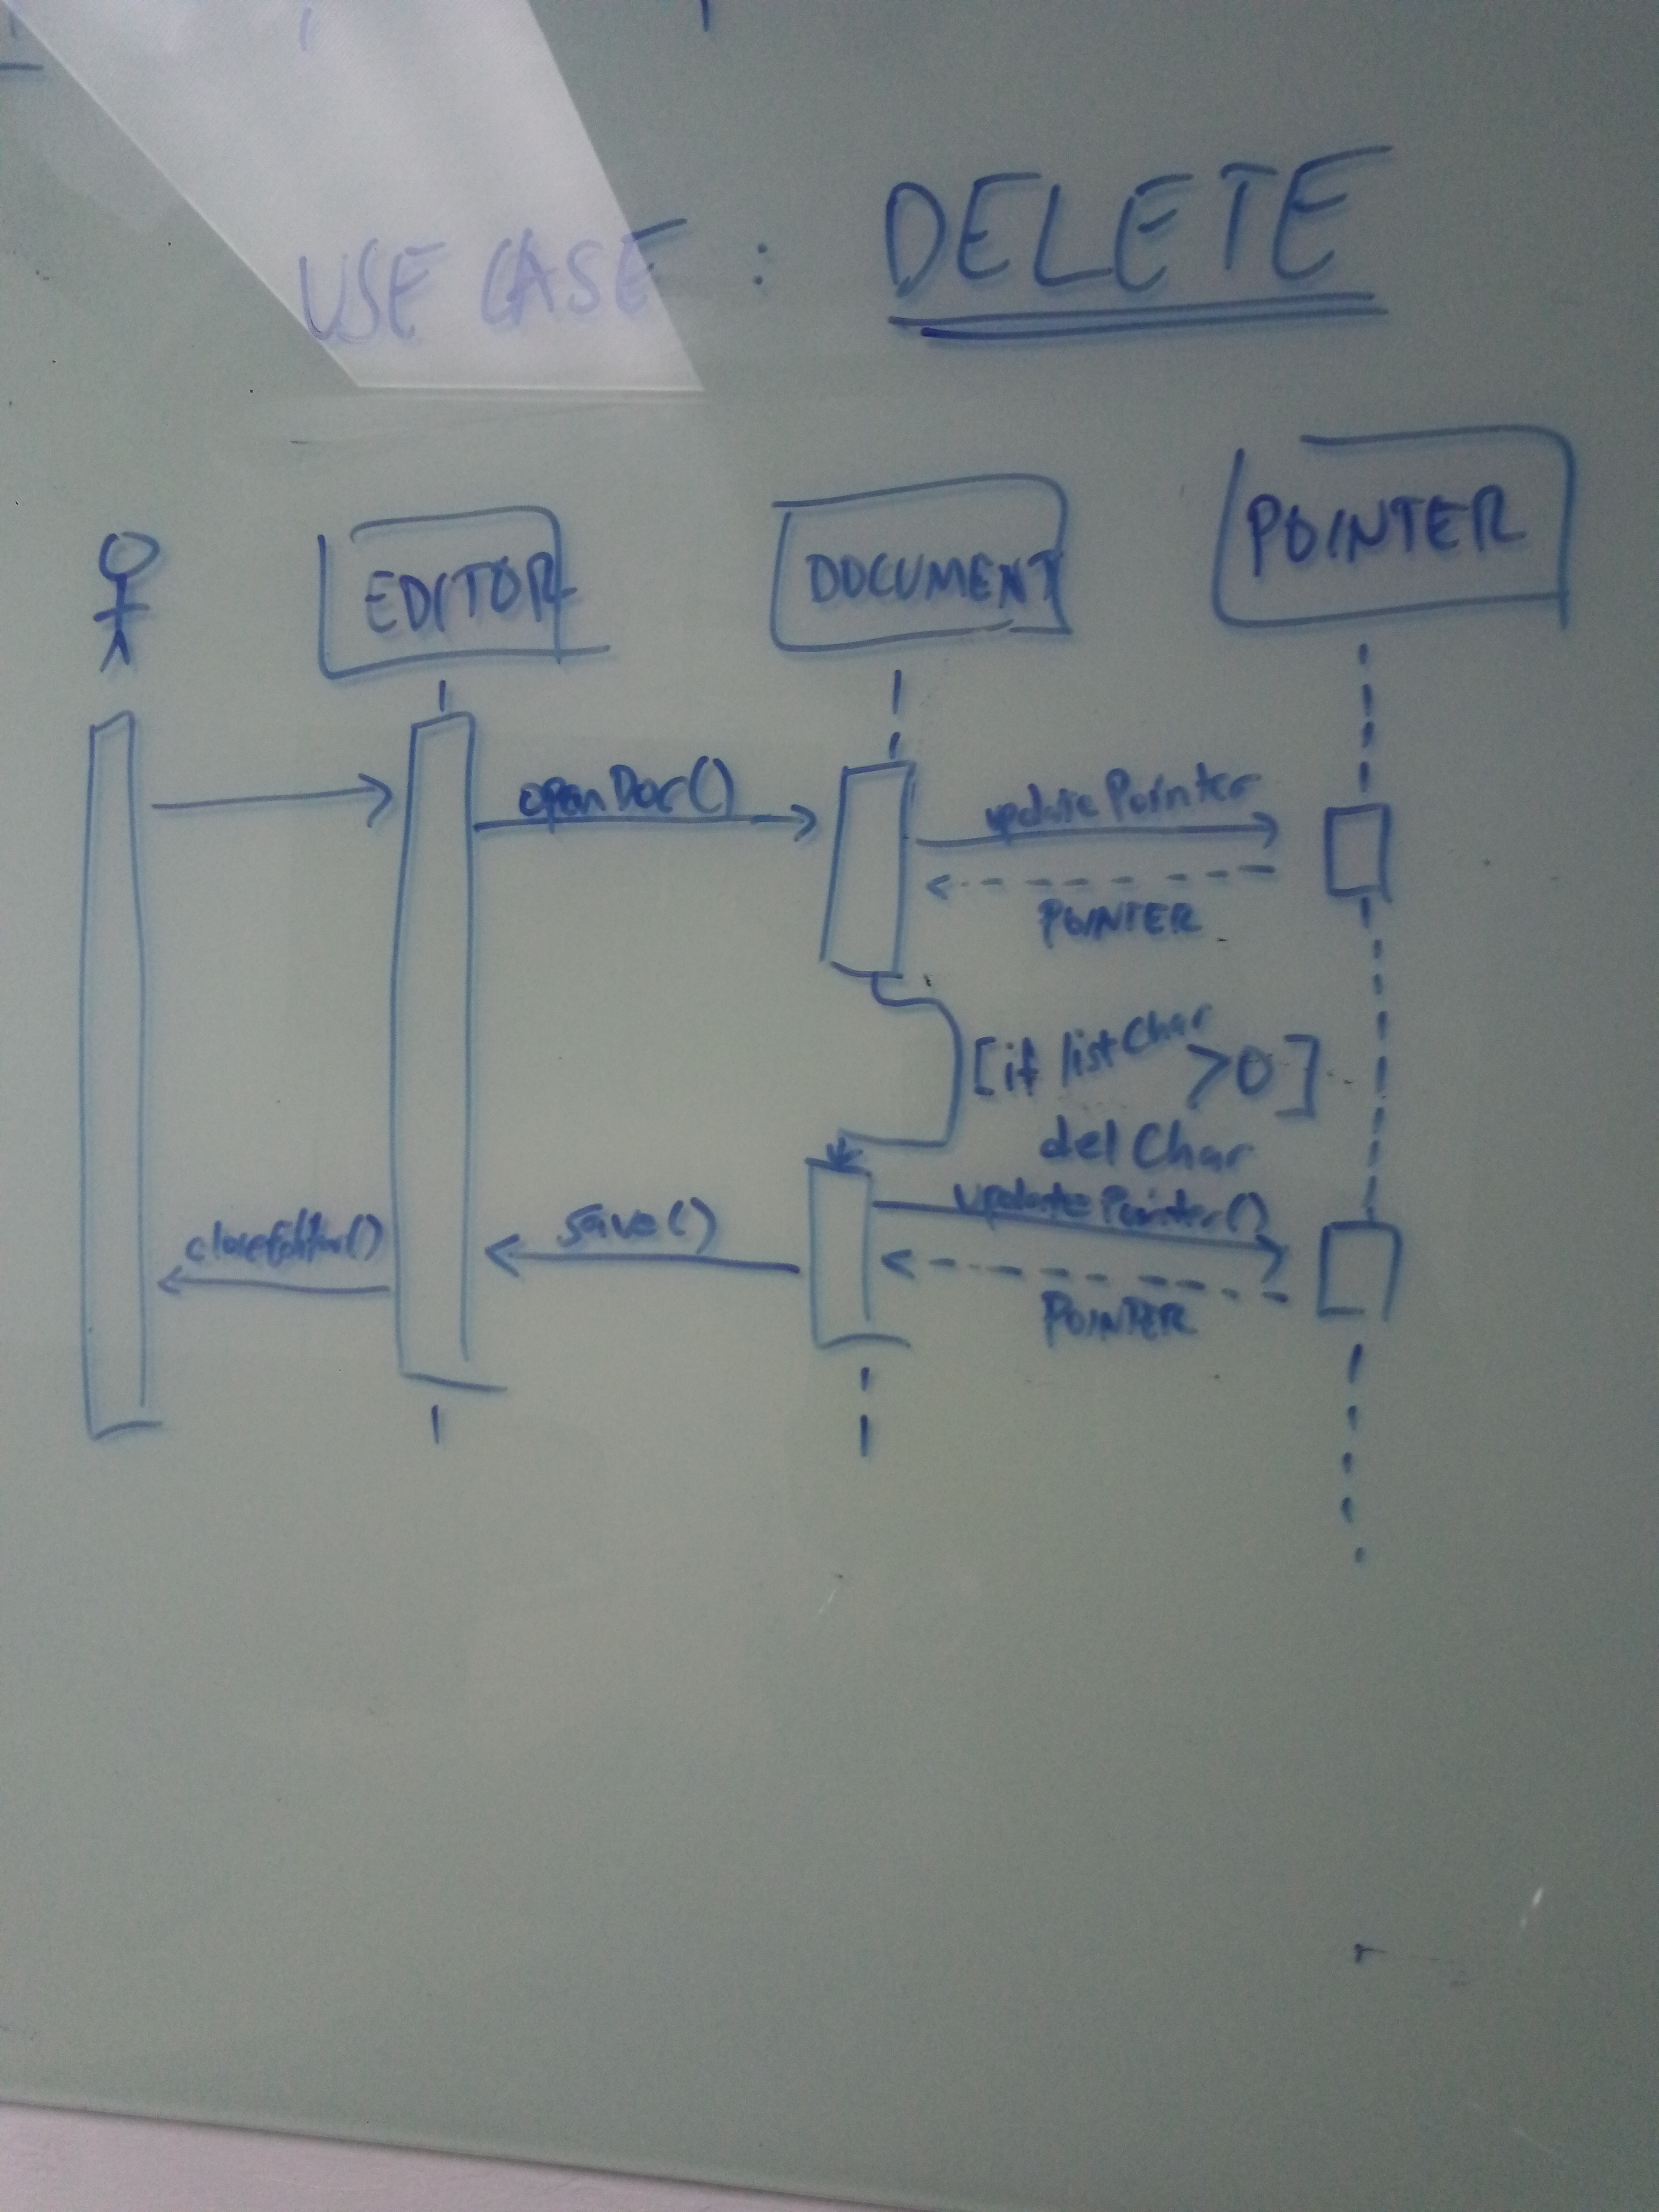 USE CASE : DELETE
EDITOR
DOCUMENT
POINTER
openDoc()
updatePointer
POINTER
[if listChar >0]
delChar
updatePointer()
save()
closeEditor()
POINTER